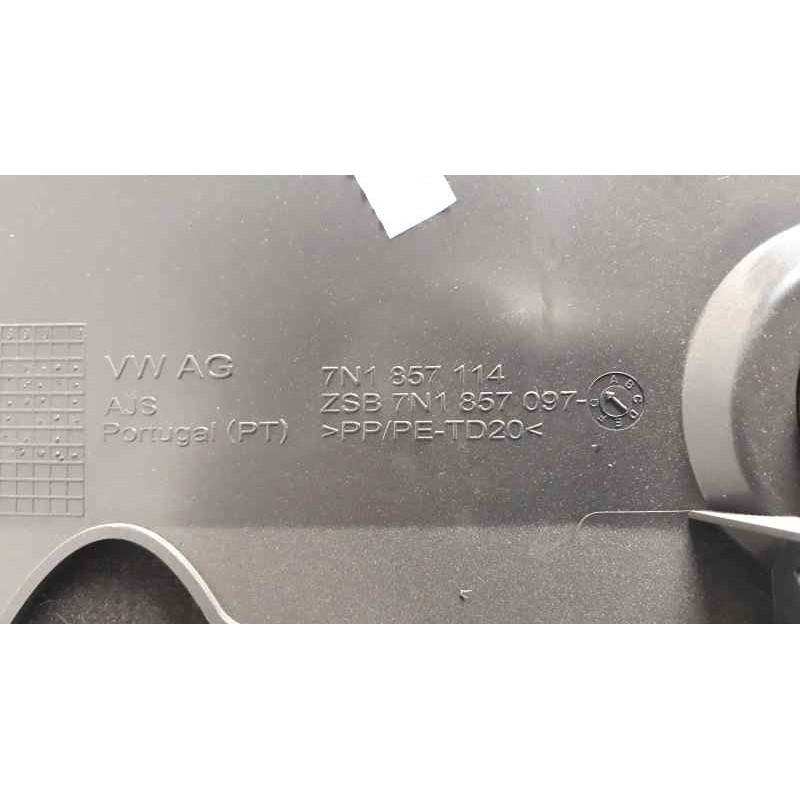 VW AG
AJS
Portugal (PT)
7N1 857 114
ZSB 7N1 857 097-
>PP/PE-TD20<
A B C D E